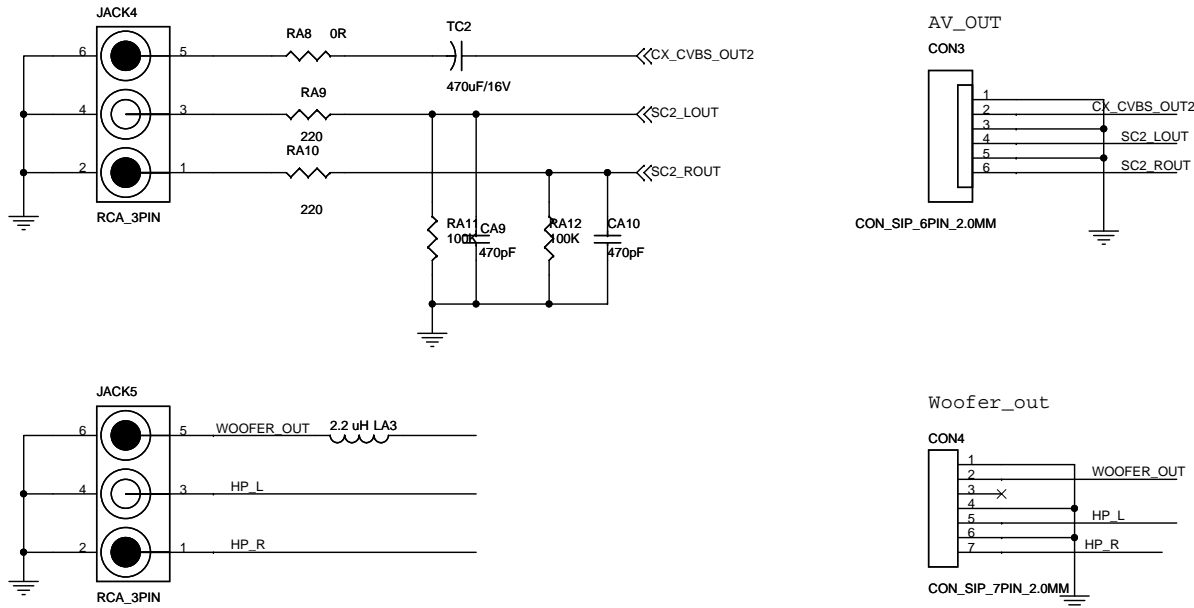 JACK4
6
5
4
3
2
1
RCA_3PIN
RA8 0R
TC2
470uF/16V
CX_CVBS_OUT2
RA9
220
SC2_LOUT
RA10
220
SC2_ROUT
RA11
100K
CA9
470pF
RA12
100K
CA10
470pF
AV_OUT
CON3
1
2
3
4
5
6
CX_CVBS_OUT2
SC2_LOUT
SC2_ROUT
CON_SIP_6PIN_2.0MM
JACK5
6
5
4
3
2
1
RCA_3PIN
WOOFER_OUT
2.2 uH LA3
HP_L
HP_R
Woofer_out
CON4
1
2
3
4
5
6
7
WOOFER_OUT
HP_L
HP_R
CON_SIP_7PIN_2.0MM